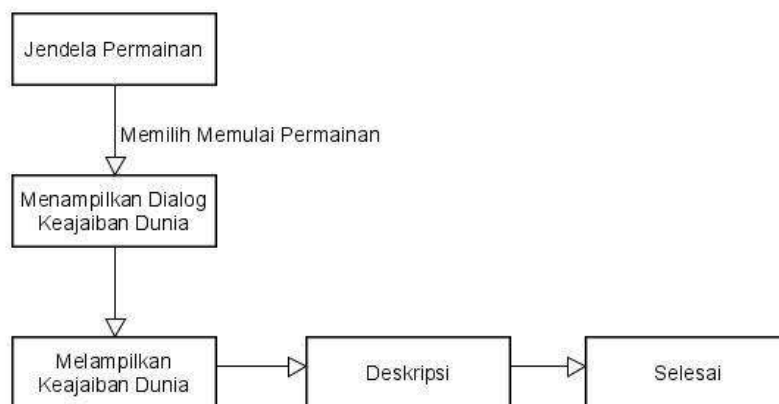 Jendela Permainan
Memilih Memulai Permainan
Menampilkan Dialog
Keajaiban Dunia
Melampilkan
Keajaiban Dunia
Deskripsi
Selesai